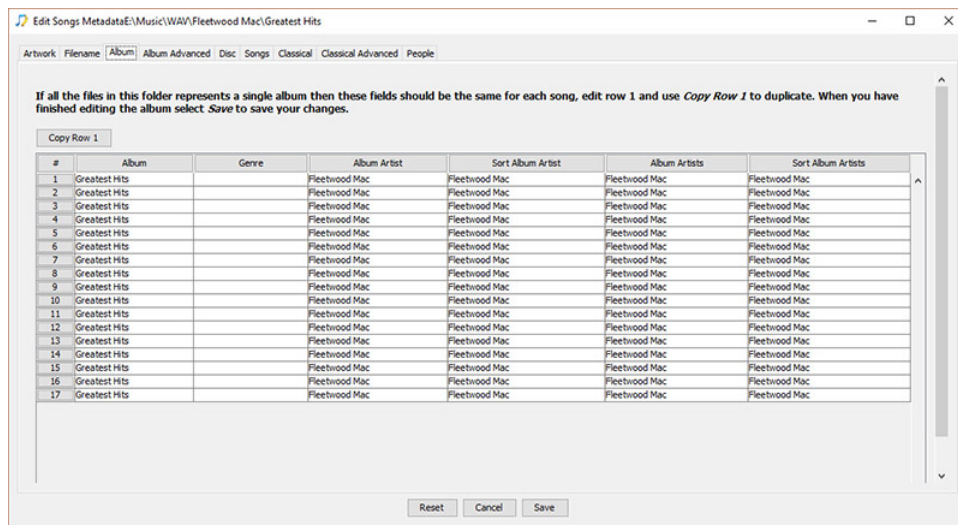 Edit Songs MetadataE:\Music\WAV\Fleetwood Mac\Greatest Hits
Artwork Filename Album Album Advanced Disc Songs Classical Classical Advanced People
If all the files in this folder represents a single album then these fields should be the same for each song, edit row 1 and use Copy Row 1 to duplicate. When you have
finished editing the album select Save to save your changes.
Copy Row 1
# Album Genre Album Artist Sort Album Artist Album Artists Sort Album Artists
1 Greatest Hits Fleetwood Mac Fleetwood Mac Fleetwood Mac Fleetwood Mac
2 Greatest Hits Fleetwood Mac Fleetwood Mac Fleetwood Mac Fleetwood Mac
3 Greatest Hits Fleetwood Mac Fleetwood Mac Fleetwood Mac Fleetwood Mac
4 Greatest Hits Fleetwood Mac Fleetwood Mac Fleetwood Mac Fleetwood Mac
5 Greatest Hits Fleetwood Mac Fleetwood Mac Fleetwood Mac Fleetwood Mac
6 Greatest Hits Fleetwood Mac Fleetwood Mac Fleetwood Mac Fleetwood Mac
7 Greatest Hits Fleetwood Mac Fleetwood Mac Fleetwood Mac Fleetwood Mac
8 Greatest Hits Fleetwood Mac Fleetwood Mac Fleetwood Mac Fleetwood Mac
9 Greatest Hits Fleetwood Mac Fleetwood Mac Fleetwood Mac Fleetwood Mac
10 Greatest Hits Fleetwood Mac Fleetwood Mac Fleetwood Mac Fleetwood Mac
11 Greatest Hits Fleetwood Mac Fleetwood Mac Fleetwood Mac Fleetwood Mac
12 Greatest Hits Fleetwood Mac Fleetwood Mac Fleetwood Mac Fleetwood Mac
13 Greatest Hits Fleetwood Mac Fleetwood Mac Fleetwood Mac Fleetwood Mac
14 Greatest Hits Fleetwood Mac Fleetwood Mac Fleetwood Mac Fleetwood Mac
15 Greatest Hits Fleetwood Mac Fleetwood Mac Fleetwood Mac Fleetwood Mac
16 Greatest Hits Fleetwood Mac Fleetwood Mac Fleetwood Mac Fleetwood Mac
17 Greatest Hits Fleetwood Mac Fleetwood Mac Fleetwood Mac Fleetwood Mac
Reset Cancel Save